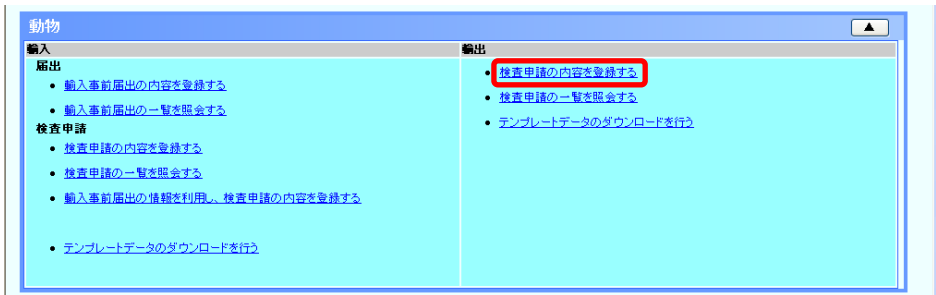 動物
▲
輸入
届出
• 輸入事前届出の内容を登録する
• 輸入事前届出の一覧を照会する
検査申請
• 検査申請の内容を登録する
• 検査申請の一覧を照会する
• 輸入事前届出の情報を利用し、検査申請の内容を登録する
• テンプレートデータのダウンロードを行う
輸出
• 検査申請の内容を登録する
• 検査申請の一覧を照会する
• テンプレートデータのダウンロードを行う